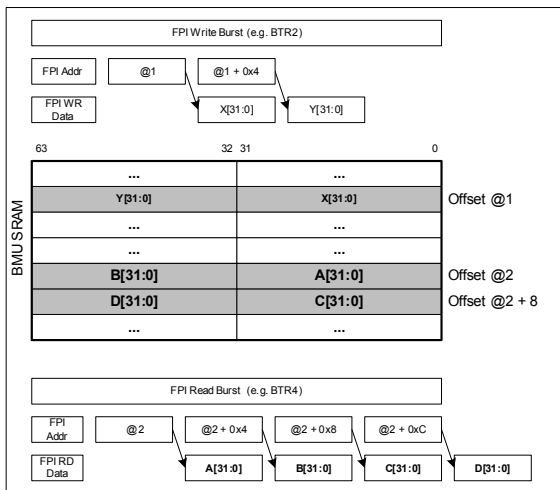 FPI Write Burst (e.g. BTR2)
FPI Addr @1 @1 + 0x4
FPI WR Data X[31:0] Y[31:0]
63 32 31 0
... ...
Y[31:0] X[31:0] Offset @1
... ...
... ...
BMU SRAM
B[31:0] A[31:0] Offset @2
D[31:0] C[31:0] Offset @2 + 8
... ...
FPI Read Burst (e.g. BTR4)
FPI Addr @2 @2 + 0x4 @2 + 0x8 @2 + 0xC
FPI RD Data A[31:0] B[31:0] C[31:0] D[31:0]